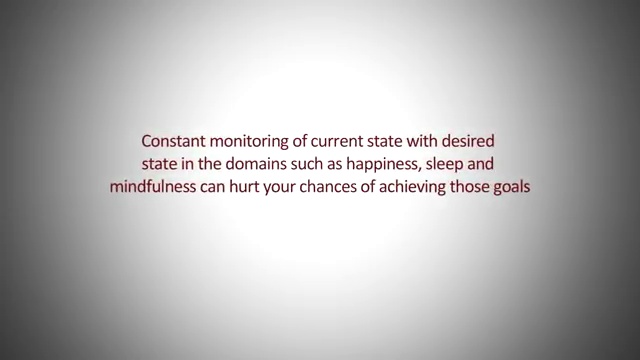 Constant monitoring of current state with desired
state in the domains such as happiness, sleep and
mindfulness can hurt your chances of achieving those goals